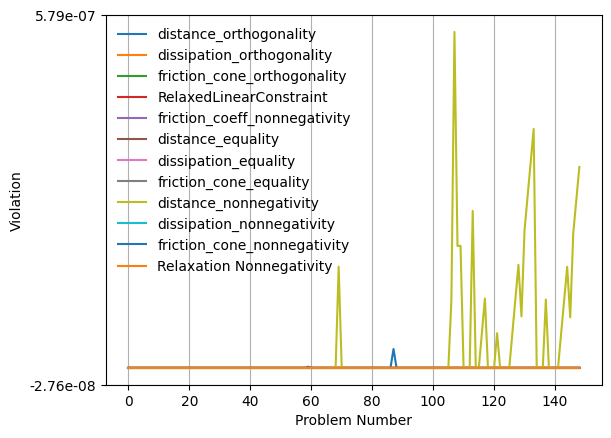 5.79e-07
distance_orthogonality
dissipation_orthogonality
friction_cone_orthogonality
RelaxedLinearConstraint
friction_coeff_nonnegativity
distance_equality
dissipation_equality
friction_cone_equality
distance_nonnegativity
dissipation_nonnegativity
friction_cone_nonnegativity
Relaxation Nonnegativity
Violation
-2.76e-08
0 20 40 60 80 100 120 140
Problem Number